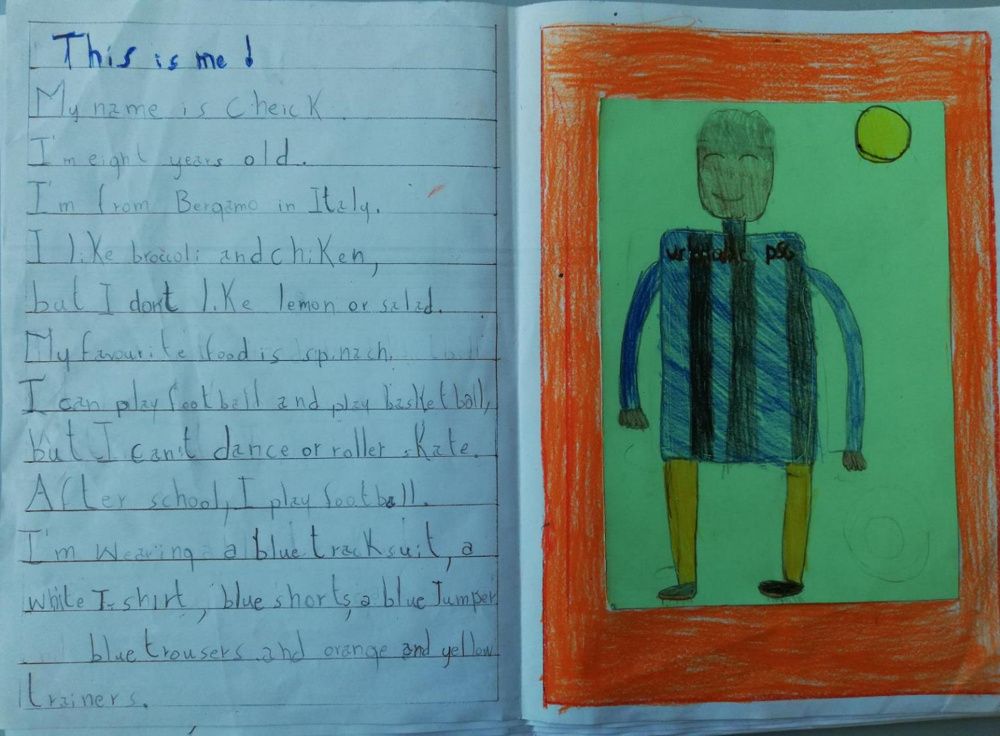 This is me!
My name is Cheick.
I'm eight years old.
I'm from Bergamo in Italy.
I like broccoli and chiken,
but I dont like lemon or salad.
My favourite food is spinach.
I can play football and play basketball,
but I can't dance or roller skate.
After school, I play football.
I'm wearing a blue tracksuit, a
white T-shirt, blue shorts, a blue Jumper
blue trousers and orange and yellow
trainers.
psg